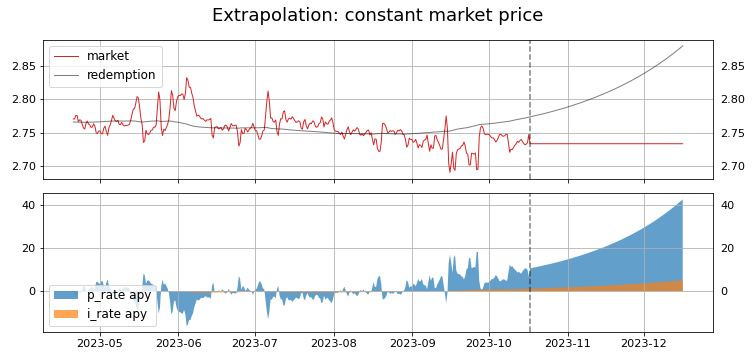 Extrapolation: constant market price
market
redemption
2.85
2.80
2.75
2.70
2.85
2.80
2.75
2.70
40
20
0
40
20
0
p_rate apy
i_rate apy
2023-05 2023-06 2023-07 2023-08 2023-09 2023-10 2023-11 2023-12